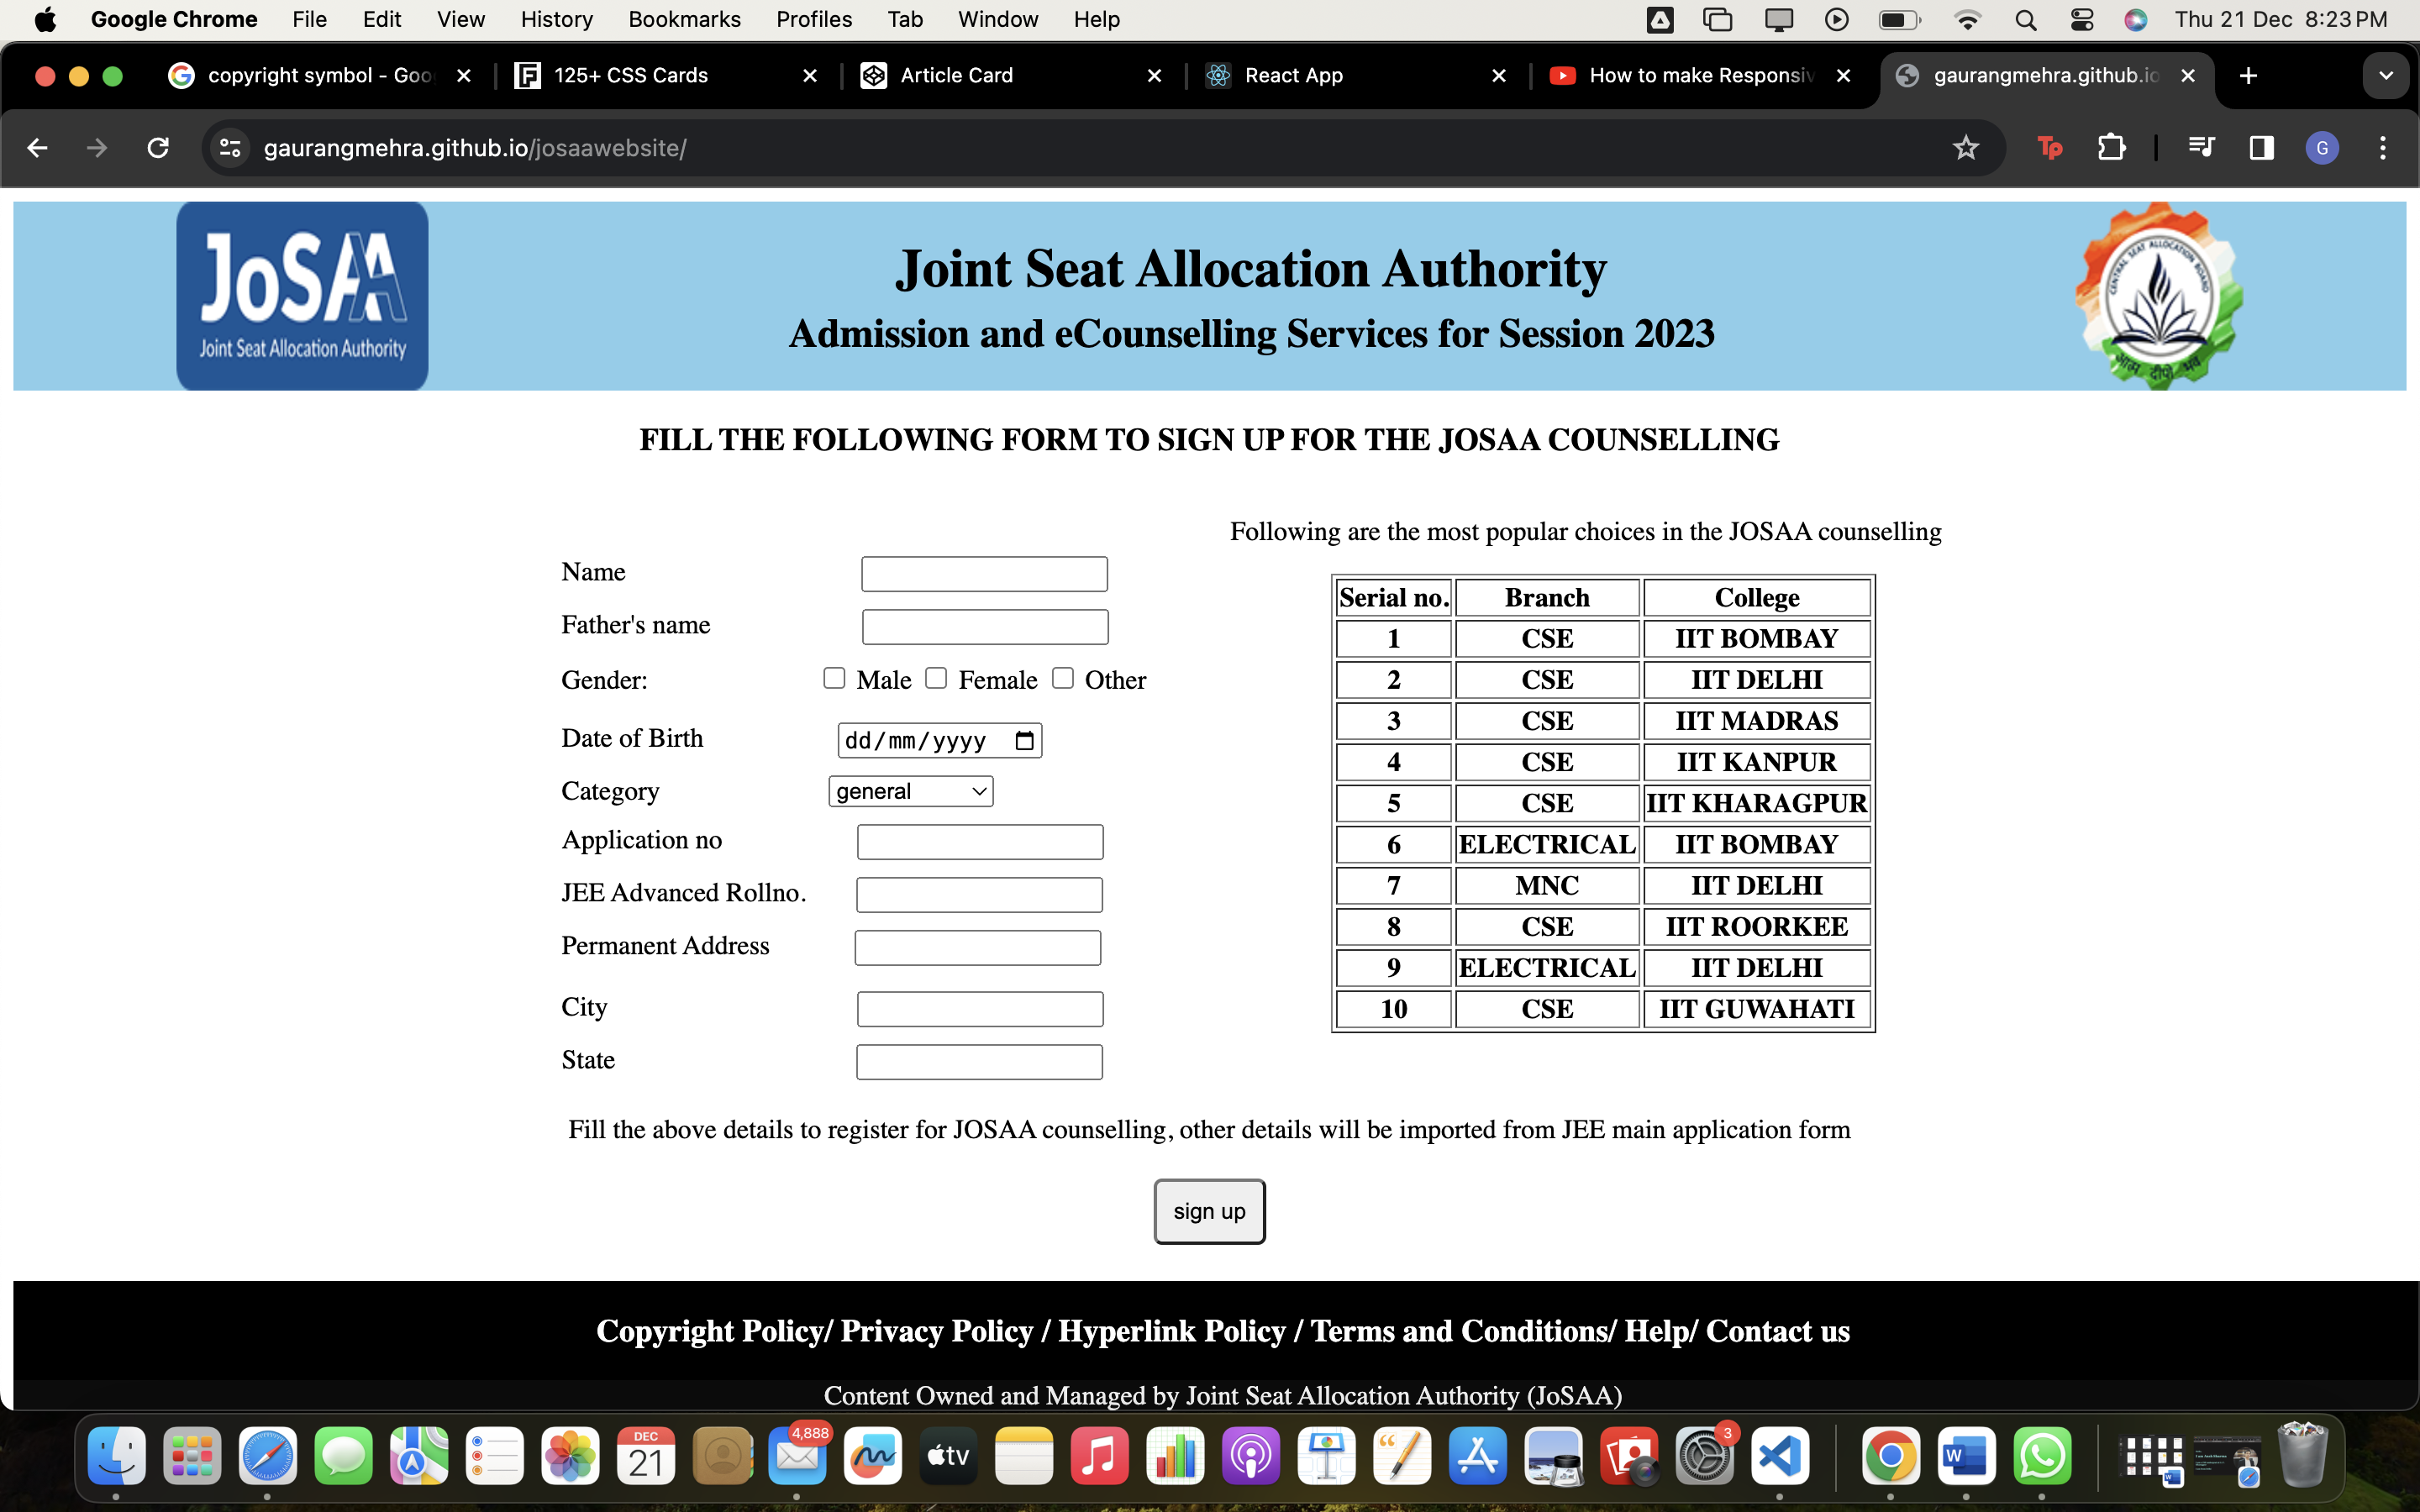 Google Chrome File Edit View History Bookmarks Profiles Tab Window Help Thu 21 Dec 8:23 PM
copyright symbol - Goo 125+ CSS Cards Article Card React App How to make Responsiv gaurangmehra.github.io
gaurangmehra.github.io/josaawebsite/ Tp G
JoSAA
Joint Seat Allocation Authority
Joint Seat Allocation Authority
Admission and eCounselling Services for Session 2023
CENTRAL SEAT ALLOCATION BOARD
आत्म दीपो भव
FILL THE FOLLOWING FORM TO SIGN UP FOR THE JOSAA COUNSELLING
Name
Father's name
Gender: Male Female Other
Date of Birth dd/mm/yyyy
Category general
Application no
JEE Advanced Rollno.
Permanent Address
City
State
Following are the most popular choices in the JOSAA counselling
Serial no. Branch College
1 CSE IIT BOMBAY
2 CSE IIT DELHI
3 CSE IIT MADRAS
4 CSE IIT KANPUR
5 CSE IIT KHARAGPUR
6 ELECTRICAL IIT BOMBAY
7 MNC IIT DELHI
8 CSE IIT ROORKEE
9 ELECTRICAL IIT DELHI
10 CSE IIT GUWAHATI
Fill the above details to register for JOSAA counselling, other details will be imported from JEE main application form
sign up
Copyright Policy/ Privacy Policy / Hyperlink Policy / Terms and Conditions/ Help/ Contact us
Content Owned and Managed by Joint Seat Allocation Authority (JoSAA)
DEC 4,888 3
21 tv W